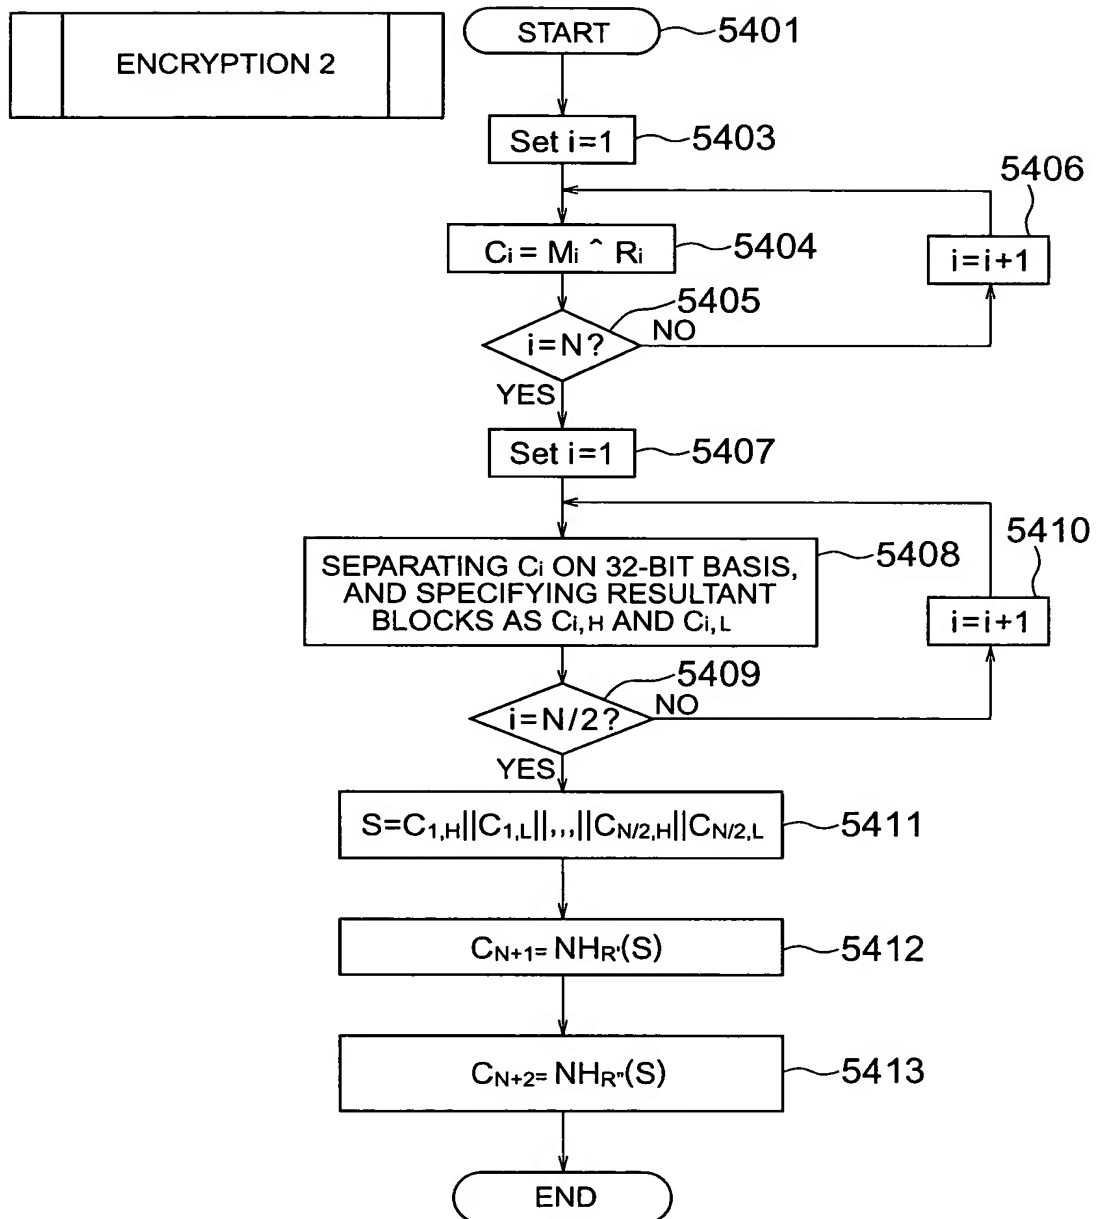 ENCRYPTION 2
START
5401
Set i=1
5403
5406
Ci = Mi ^ Ri
5404
i=i+1
5405
i=N?
NO
YES
Set i=1
5407
5410
SEPARATING Ci ON 32-BIT BASIS,
AND SPECIFYING RESULTANT
BLOCKS AS Ci,H AND Ci,L
5408
i=i+1
5409
i=N/2?
NO
YES
S=C1,H||C1,L||,,,||CN/2,H||CN/2,L
5411
CN+1= NHR'(S)
5412
CN+2= NHR"(S)
5413
END